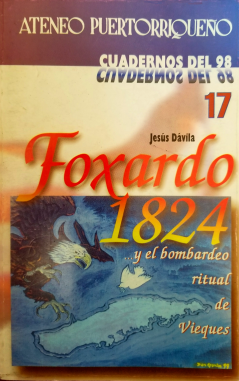 ATENEO PUERTORRIQUEÑO
CUADERNOS DEL 98
CUADERNOS DEL 98
17
Jesús Dávila
Foxardo
1824
...y el bombardeo
ritual
de
Vieques